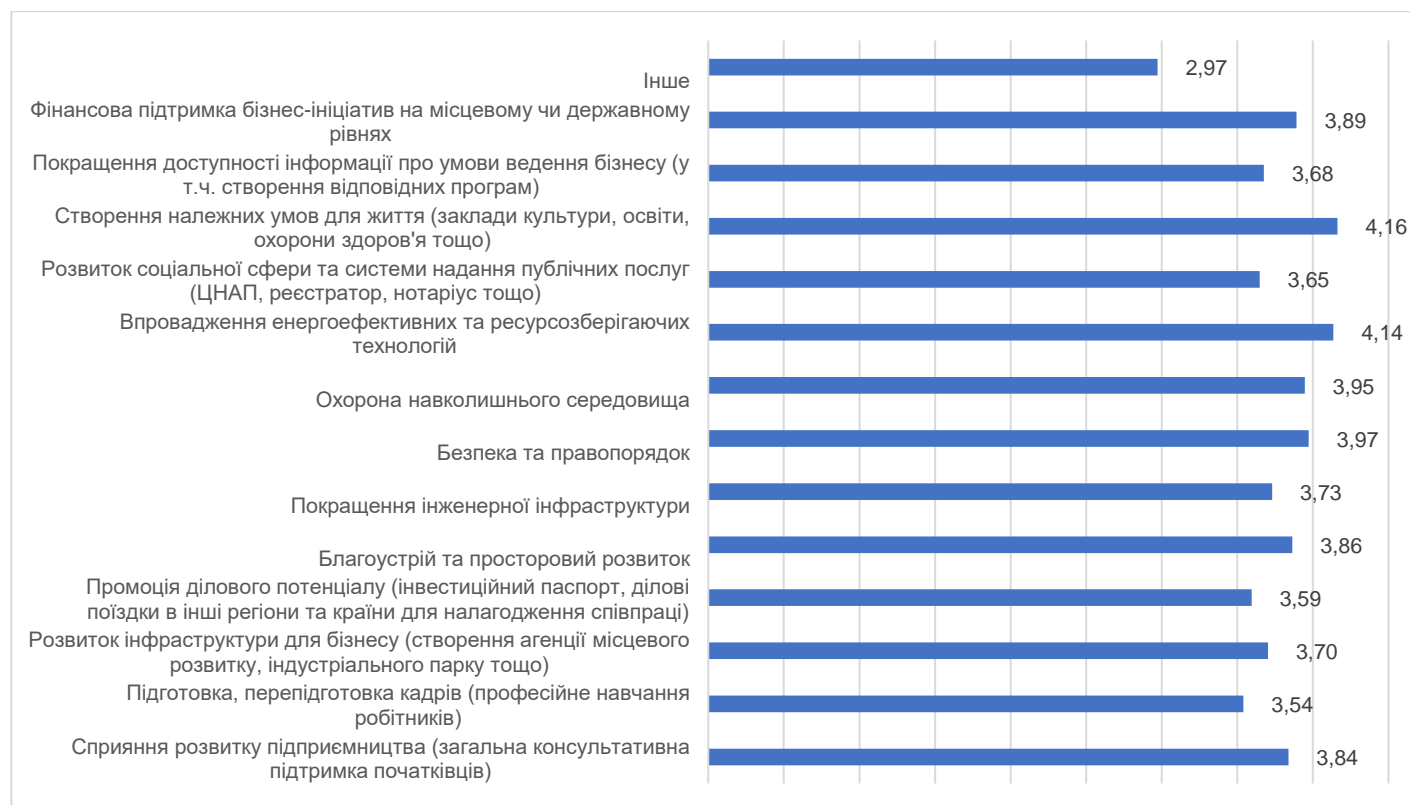 Інше
2,97
Фінансова підтримка бізнес-ініціатив на місцевому чи державному
рівнях
3,89
Покращення доступності інформації про умови ведення бізнесу (у
т.ч. створення відповідних програм)
3,68
Створення належних умов для життя (заклади культури, освіти,
охорони здоров'я тощо)
4,16
Розвиток соціальної сфери та системи надання публічних послуг
(ЦНАП, реєстратор, нотаріус тощо)
3,65
Впровадження енергоефективних та ресурсозберігаючих
технологій
4,14
Охорона навколишнього середовища
3,95
Безпека та правопорядок
3,97
Покращення інженерної інфраструктури
3,73
Благоустрій та просторовий розвиток
3,86
Промоція ділового потенціалу (інвестиційний паспорт, ділові
поїздки в інші регіони та країни для налагодження співпраці)
3,59
Розвиток інфраструктури для бізнесу (створення агенції місцевого
розвитку, індустріального парку тощо)
3,70
Підготовка, перепідготовка кадрів (професійне навчання
робітників)
3,54
Сприяння розвитку підприємництва (загальна консультативна
підтримка початківців)
3,84